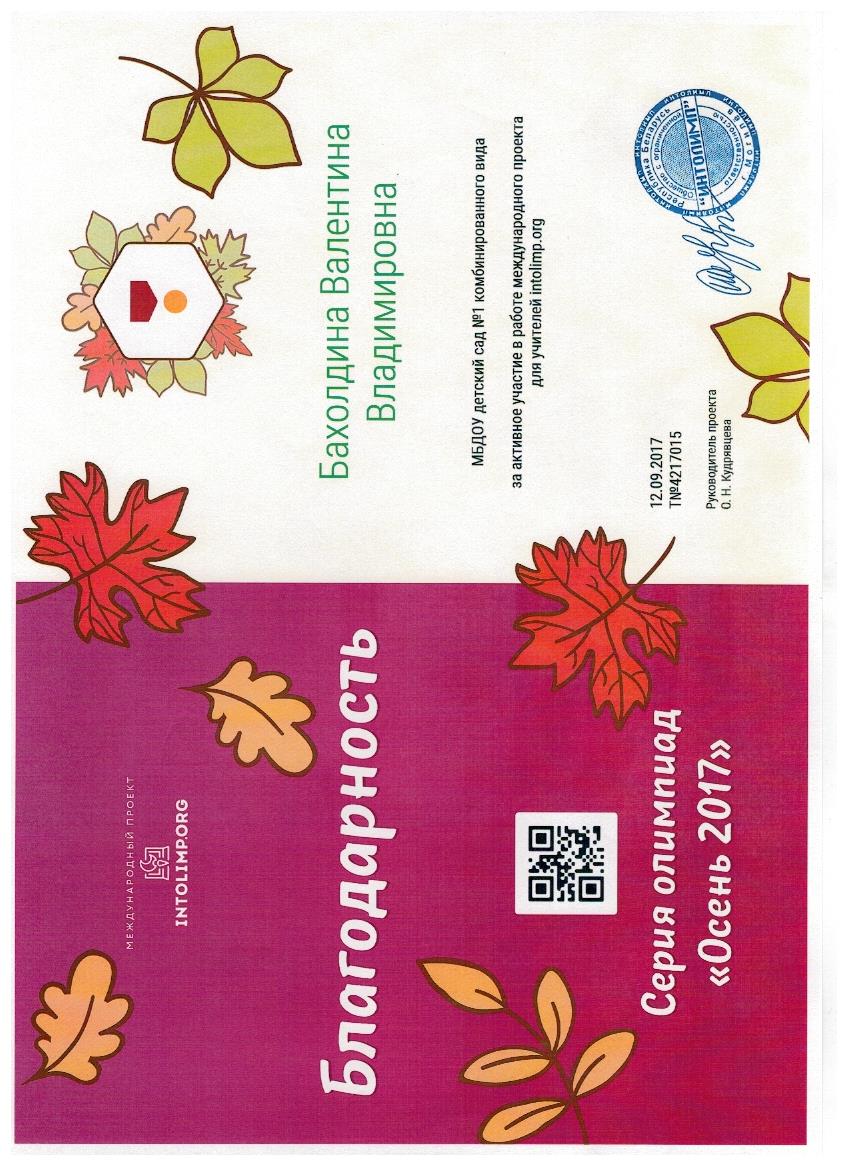 МЕЖДУНАРОДНЫЙ ПРОЕКТ
INTOLIMP.ORG
Благодарность
Серия олимпиад
«Осень 2017»
Бахолдина Валентина
Владимировна
МБДОУ детский сад №1 комбинированного вида
за активное участие в работе международного проекта
для учителей intolimp.org
12.09.2017
Т№4217015
Руководитель проекта
О. Н. Кудрявцева
Республика Беларусь
Общество с ограниченной
"ИНТОЛИМП"
ответственностью
г. Могилёв